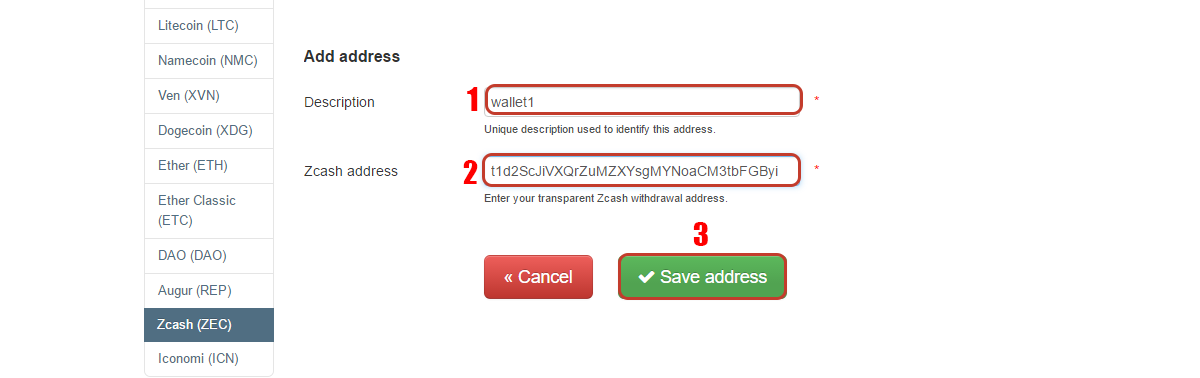 Litecoin (LTC)
Namecoin (NMC)
Ven (XVN)
Dogecoin (XDG)
Ether (ETH)
Ether Classic
(ETC)
DAO (DAO)
Augur (REP)
Zcash (ZEC)
Iconomi (ICN)
Add address
1
Description
wallet1
*
Unique description used to identify this address.
2
Zcash address
t1d2ScJiVXQrZuMZXYsgMYNoaCM3tbFGByi
*
Enter your transparent Zcash withdrawal address.
3
« Cancel
Save address